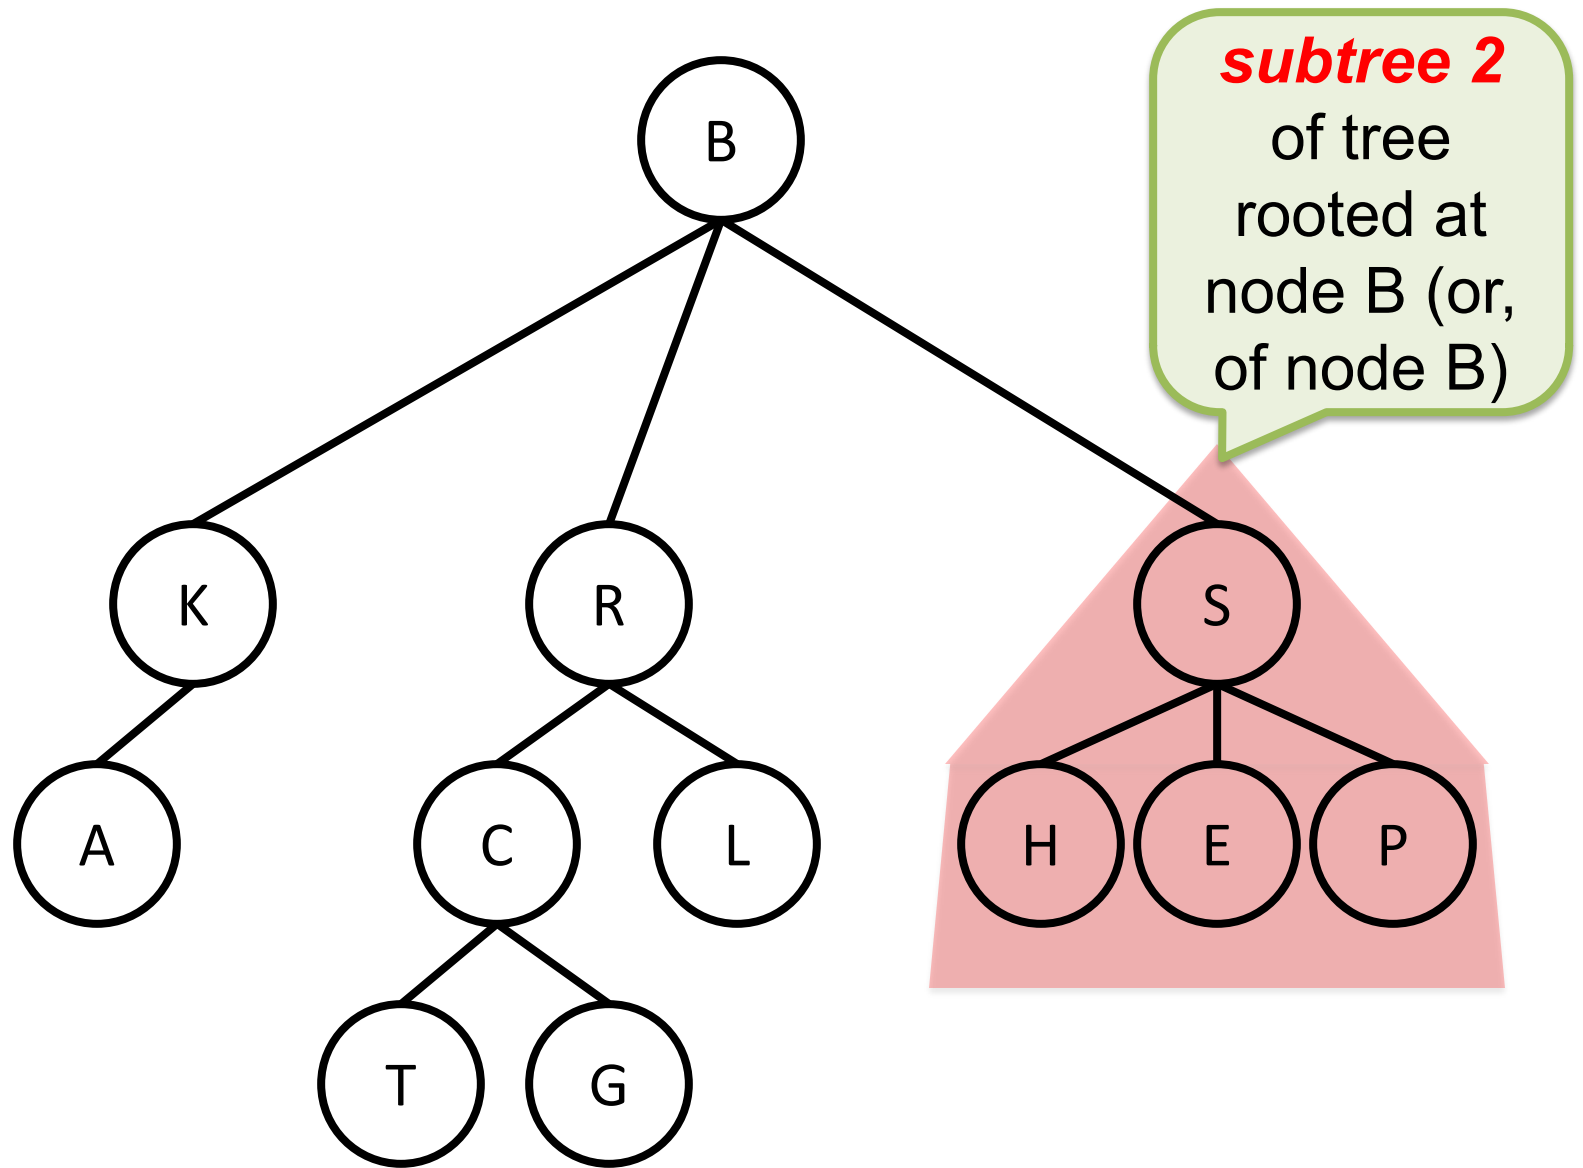 subtree 2
of tree
rooted at
node B (or,
of node B)
B
K
R
S
A
C
L
H
E
P
T
G